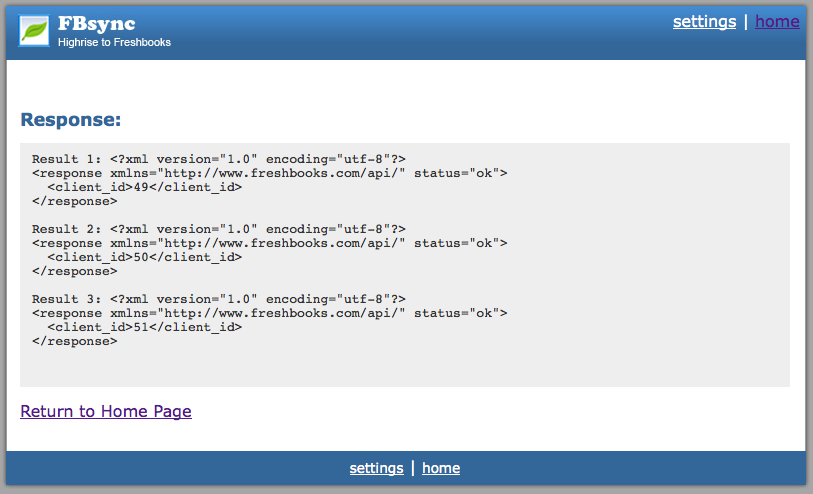 FBsync
Highrise to Freshbooks
settings | home
Response:
Result 1: <?xml version="1.0" encoding="utf-8"?>
<response xmlns="http://www.freshbooks.com/api/" status="ok">
  <client_id>49</client_id>
</response>
Result 2: <?xml version="1.0" encoding="utf-8"?>
<response xmlns="http://www.freshbooks.com/api/" status="ok">
  <client_id>50</client_id>
</response>
Result 3: <?xml version="1.0" encoding="utf-8"?>
<response xmlns="http://www.freshbooks.com/api/" status="ok">
  <client_id>51</client_id>
</response>
Return to Home Page
settings | home